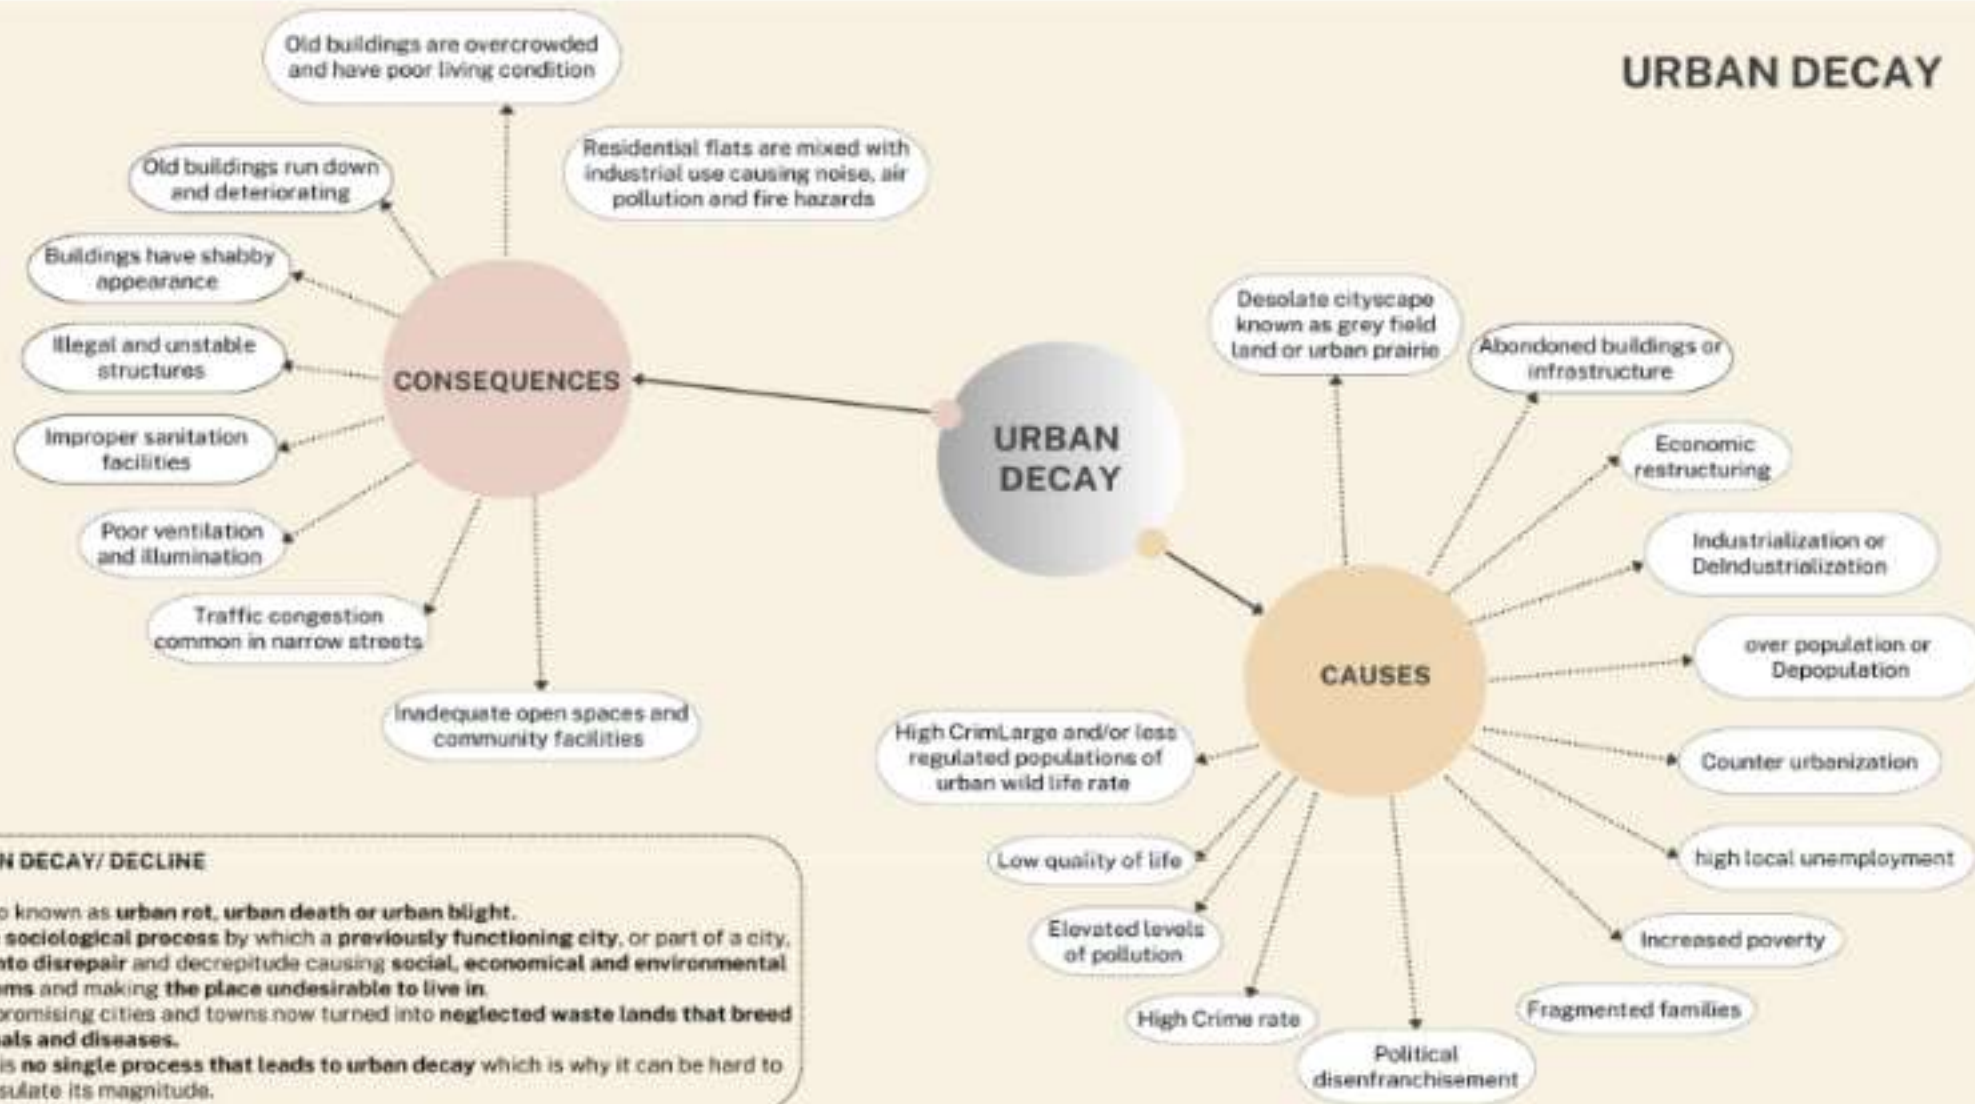 URBAN DECAY
Old buildings are overcrowded
and have poor living condition
Residential flats are mixed with
industrial use causing noise, air
pollution and fire hazards
Old buildings run down
and deteriorating
Buildings have shabby
appearance
Illegal and unstable
structures
Improper sanitation
facilities
Poor ventilation
and illumination
Traffic congestion
common in narrow streets
Inadequate open spaces and
community facilities
CONSEQUENCES
URBAN
DECAY
CAUSES
Desolate cityscape
known as grey field
land or urban prairie
Abondoned buildings or
infrastructure
Economic
restructuring
Industrialization or
DeIndustrialization
over population or
Depopulation
Counter urbanization
high local unemployment
Increased poverty
Fragmented families
Political
disenfranchisement
High Crime rate
Elevated levels
of pollution
Low quality of life
High CrimLarge and/or less
regulated populations of
urban wild life rate
N DECAY/ DECLINE
o known as urban rot, urban death or urban blight.
sociological process by which a previously functioning city, or part of a city,
nto disrepair and decrepitude causing social, economical and environmental
ms and making the place undesirable to live in.
promising cities and towns now turned into neglected waste lands that breed
als and diseases.
is no single process that leads to urban decay which is why it can be hard to
sulate its magnitude.